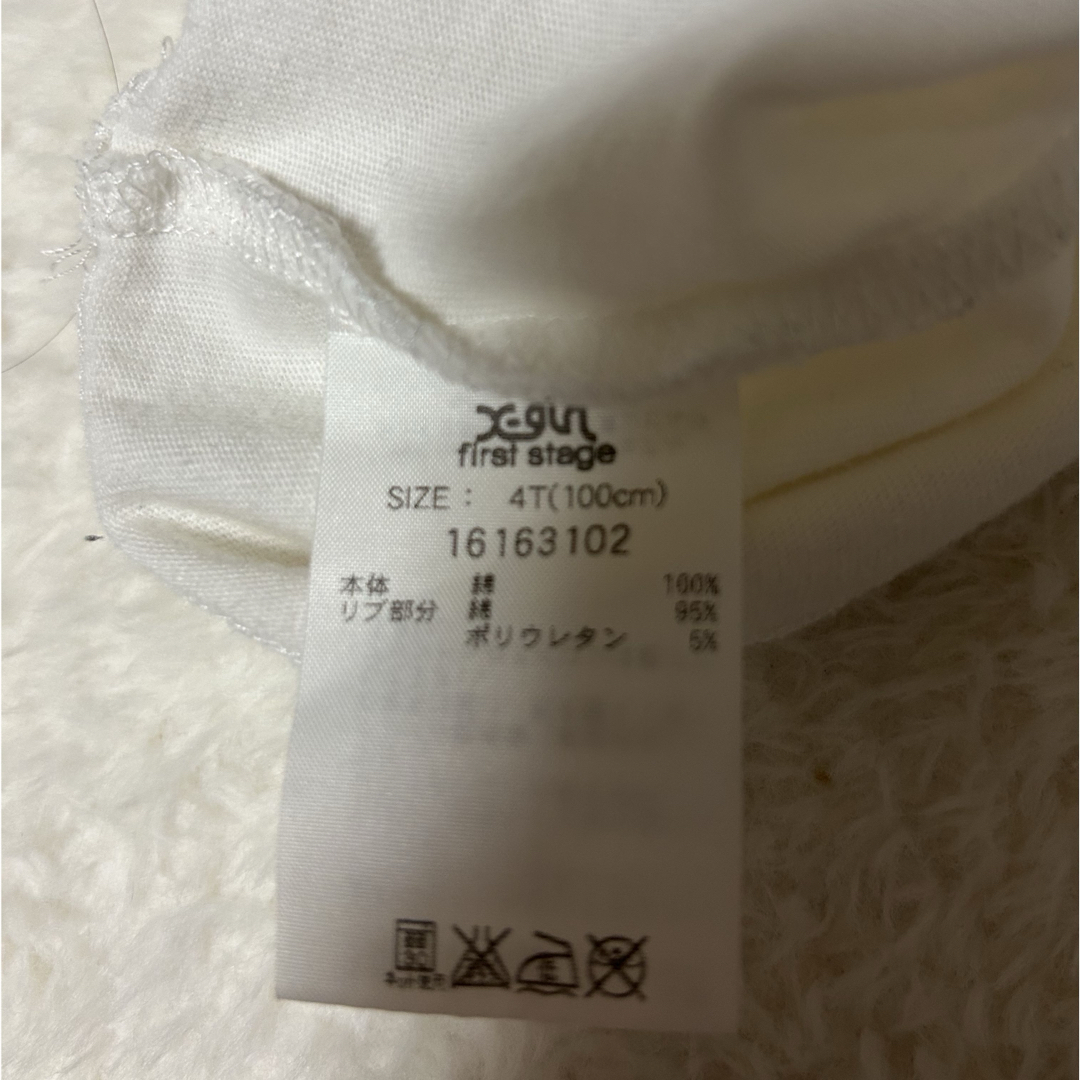 X-girl
first stage
SIZE： 4T(100cm)
16163102
本体 綿 100%
リブ部分 綿 95%
ポリウレタン 5%
30
ネット使用